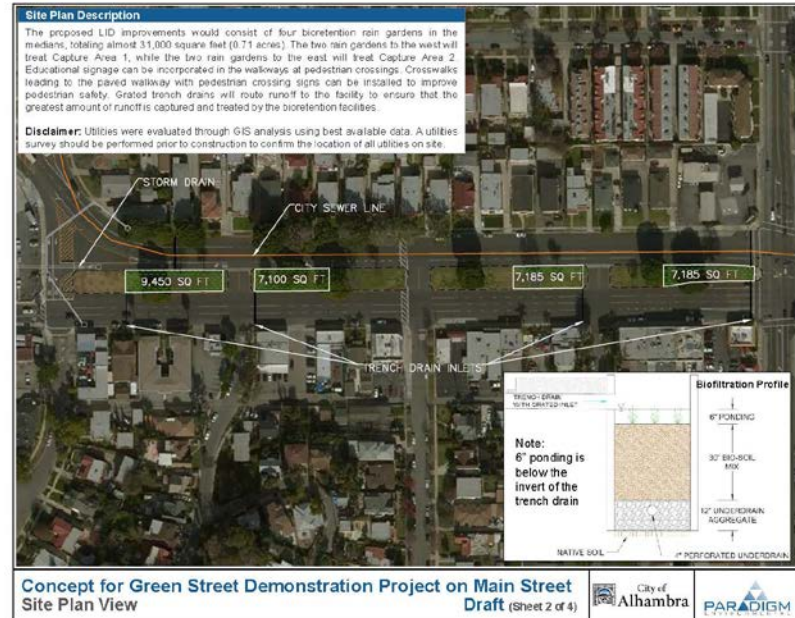 Site Plan Description
The proposed LID improvements would consist of four bioretention rain gardens in the
medians, totaling almost 31,000 square feet (0.71 acres). The two rain gardens to the west will
treat Capture Area 1, while the two rain gardens to the east will treat Capture Area 2.
Educational signage can be incorporated in the walkways at pedestrian crossings. Crosswalks
leading to the paved walkway with pedestrian crossing signs can be installed to improve
pedestrian safety. Grated trench drains will route runoff to the facility to ensure that the
greatest amount of runoff is captured and treated by the bioretention facilities.
Disclaimer: Utilities were evaluated through GIS analysis using best available data. A utilities
survey should be performed prior to construction to confirm the location of all utilities on site.
STORM DRAIN
CITY SEWER LINE
9,450 SQ FT
7,100 SQ FT
7,185 SQ FT
7,185 SQ FT
TRENCH DRAIN INLETS
Biofiltration Profile
TRENCH DRAIN
WITH GRATED INLET
6" PONDING
Note:
6" ponding is
below the
invert of the
trench drain
BIO-SOIL
MIX
12" UNDERDRAIN
AGGREGATE
NATIVE SOIL
4" PERFORATED UNDERDRAIN
Concept for Green Street Demonstration Project on Main Street
Site Plan View
Draft (Sheet 2 of 4)
City of
Alhambra
PARADIGM
ENVIRONMENTAL